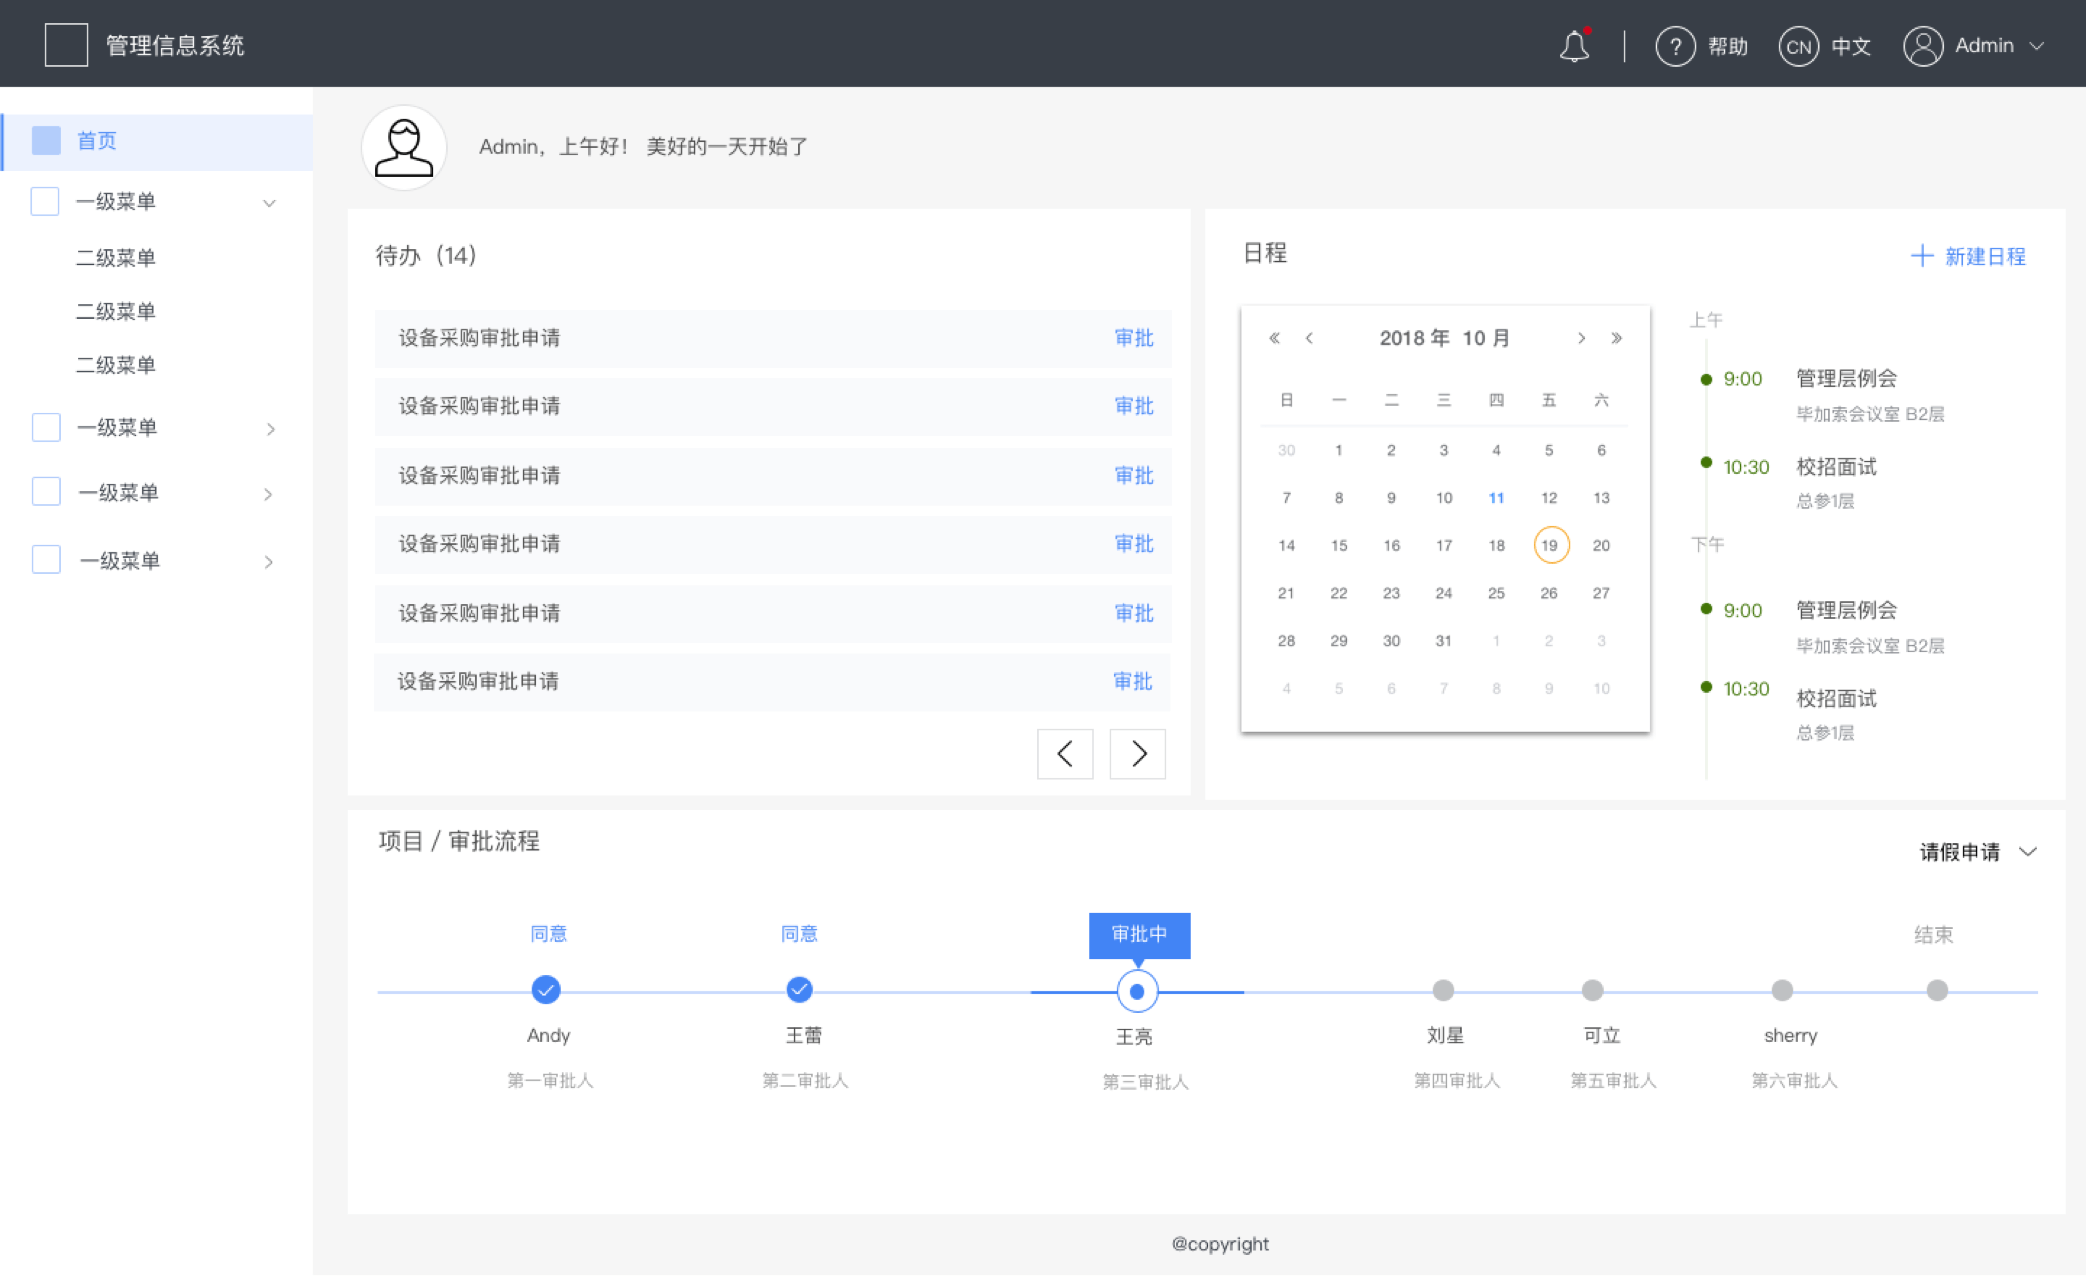 管理信息系统
? 帮助 CN 中文 Admin
首页
一级菜单
二级菜单
二级菜单
二级菜单
一级菜单
一级菜单
一级菜单
Admin，上午好！ 美好的一天开始了
待办（14）
设备采购审批申请 审批
设备采购审批申请 审批
设备采购审批申请 审批
设备采购审批申请 审批
设备采购审批申请 审批
设备采购审批申请 审批
日程
新建日程
« ‹ 2018 年 10 月 › »
日 一 二 三 四 五 六
30 1 2 3 4 5 6
7 8 9 10 11 12 13
14 15 16 17 18 19 20
21 22 23 24 25 26 27
28 29 30 31 1 2 3
4 5 6 7 8 9 10
上午
9:00 管理层例会
毕加索会议室 B2层
10:30 校招面试
总参1层
下午
9:00 管理层例会
毕加索会议室 B2层
10:30 校招面试
总参1层
项目 / 审批流程
请假申请
同意 同意 审批中 结束
Andy 王蕾 王亮 刘星 可立 sherry
第一审批人 第二审批人 第三审批人 第四审批人 第五审批人 第六审批人
@copyright